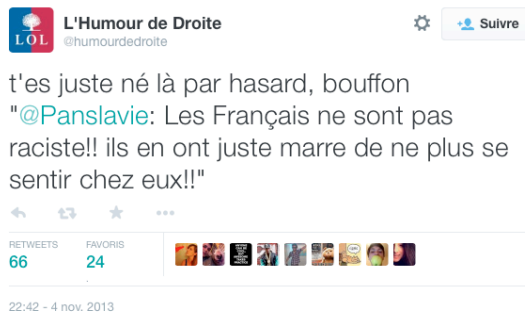 LOL
L'Humour de Droite
@humourdedroite
Suivre
t'es juste né là par hasard, bouffon
"@Panslavie: Les Français ne sont pas
raciste!! ils en ont juste marre de ne plus se
sentir chez eux!!"
RETWEETS
FAVORIS
66
24
22:42 - 4 nov. 2013